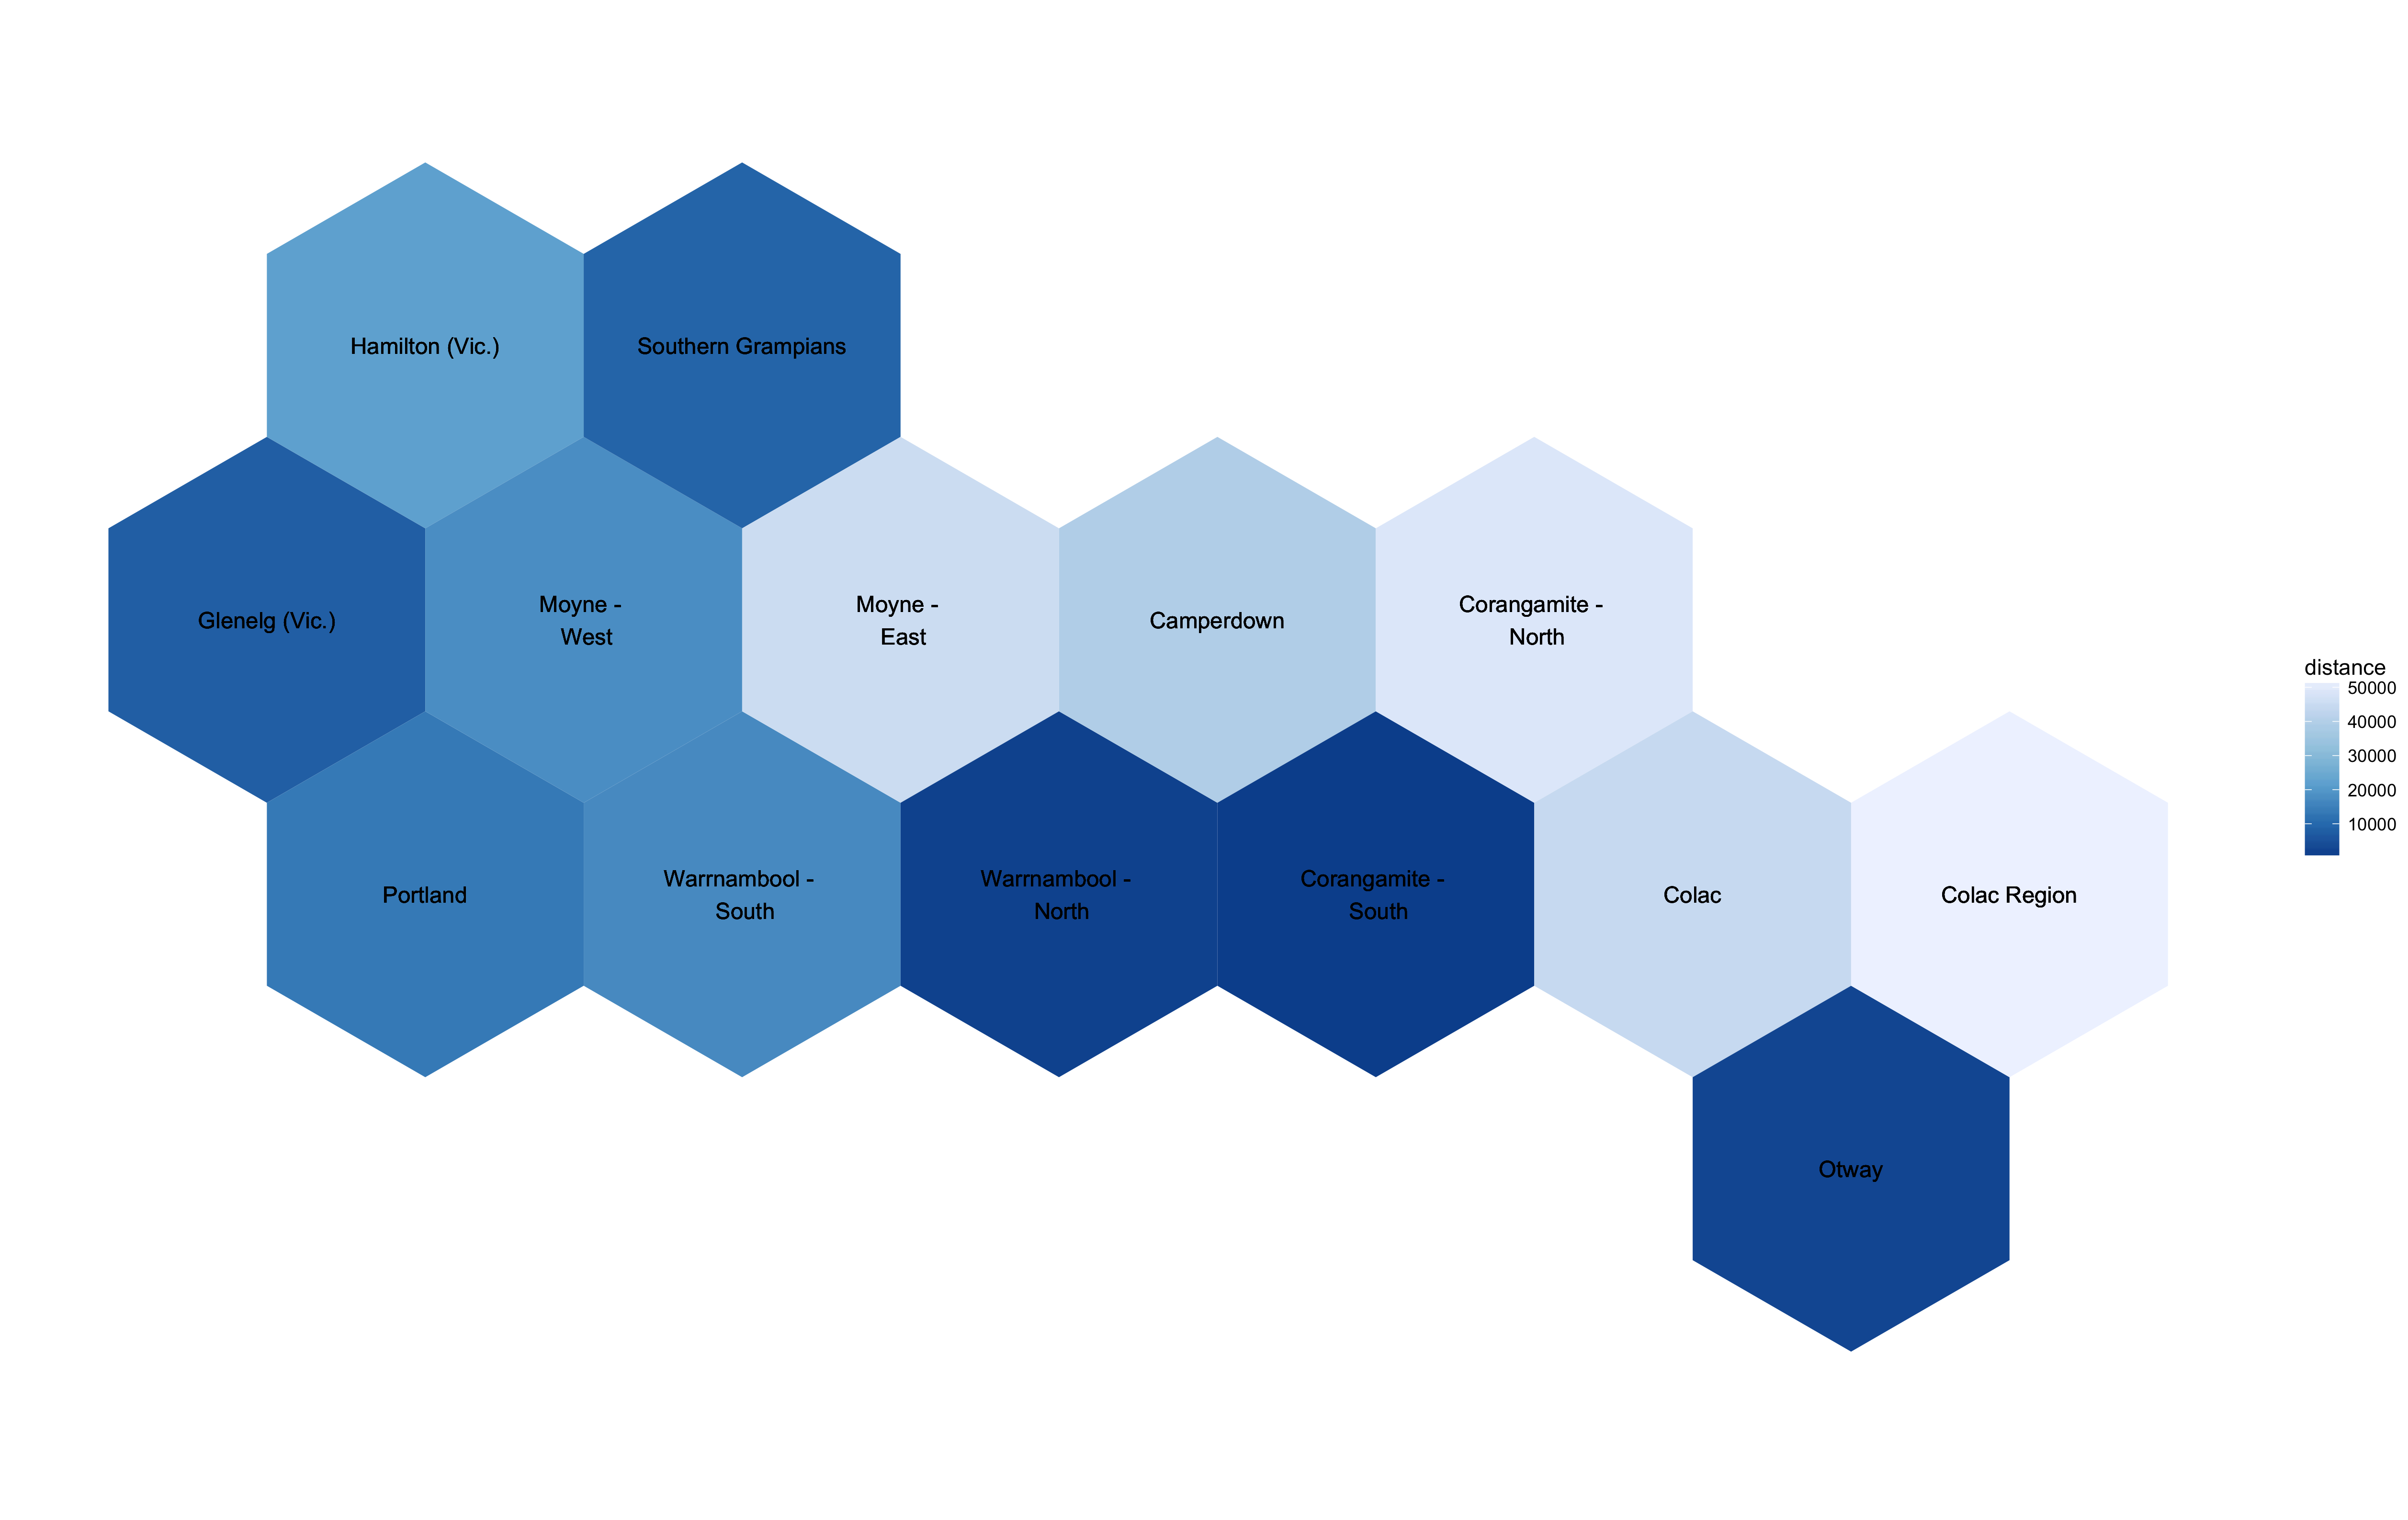 Hamilton (Vic.)
Southern Grampians
Glenelg (Vic.)
Moyne -
West
Moyne -
East
Camperdown
Corangamite -
North
Portland
Warrnambool -
South
Warrnambool -
North
Corangamite -
South
Colac
Colac Region
Otway
distance
50000
40000
30000
20000
10000